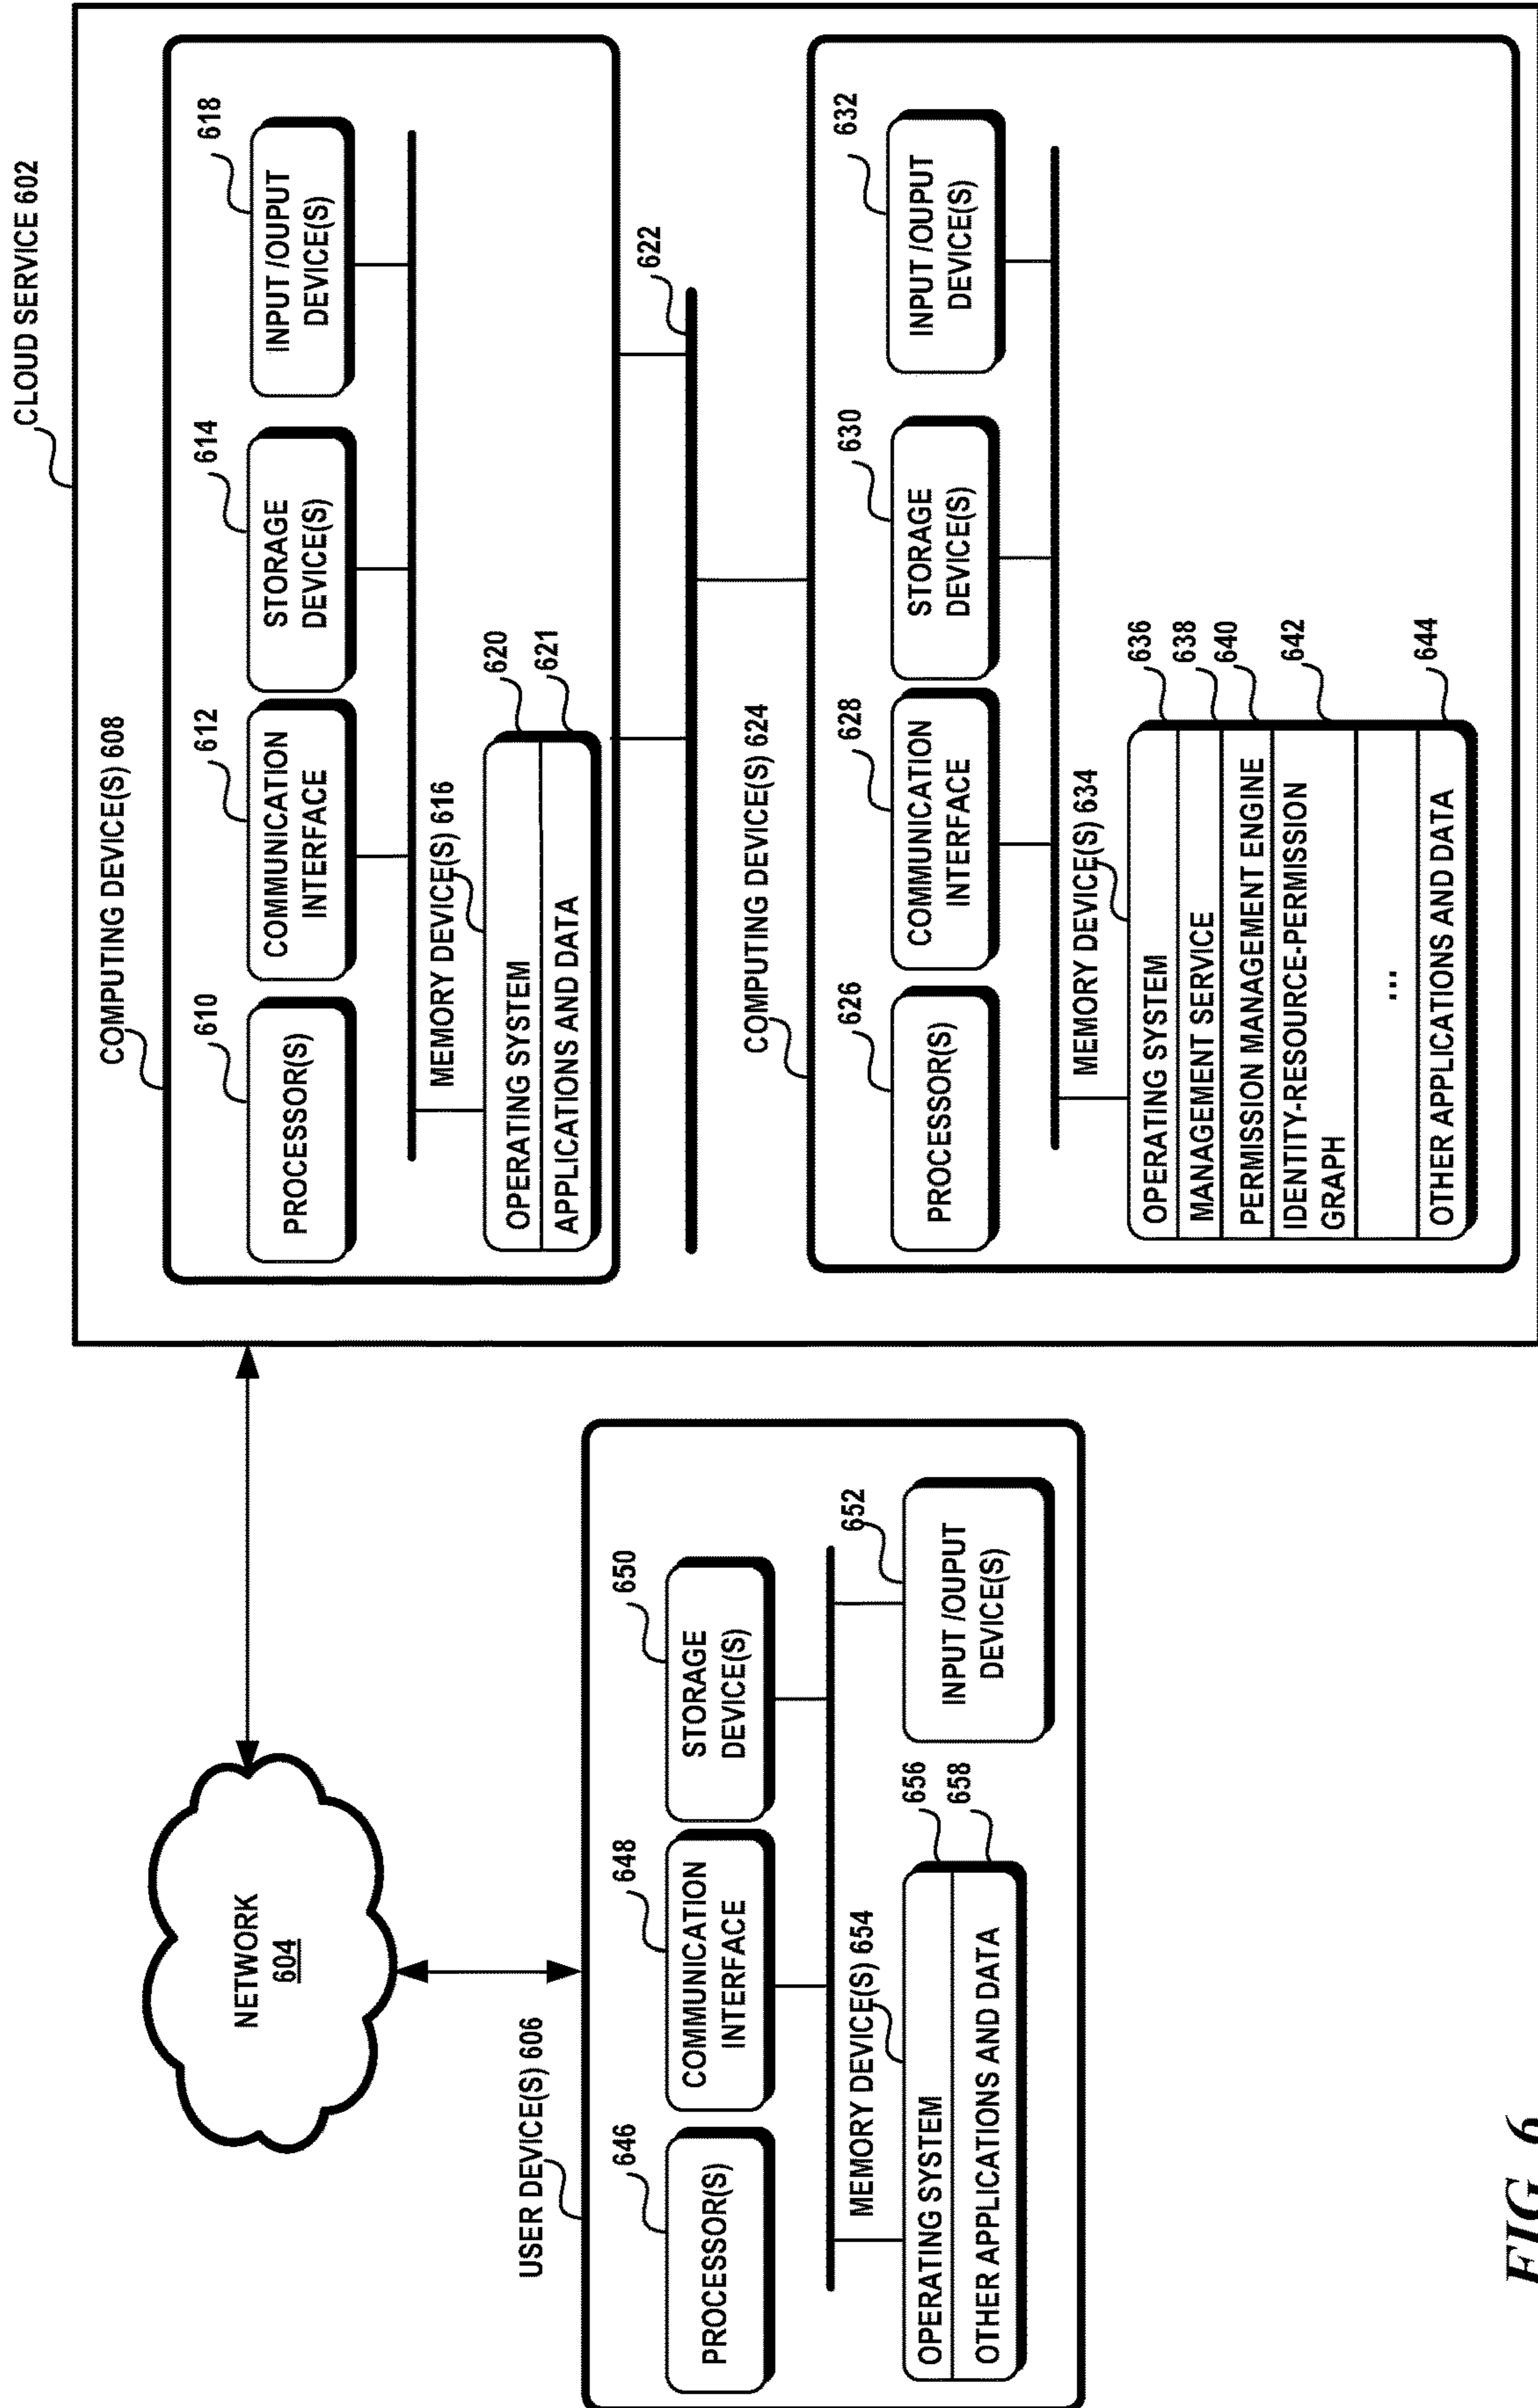 CLOUD SERVICE 602
COMPUTING DEVICE(S) 608
610
PROCESSOR(S)
612
COMMUNICATION
INTERFACE
614
STORAGE
DEVICE(S)
618
INPUT /OUPUT
DEVICE(S)
MEMORY DEVICE(S) 616
OPERATING SYSTEM
620
APPLICATIONS AND DATA
621
622
COMPUTING DEVICE(S) 624
626
PROCESSOR(S)
628
COMMUNICATION
INTERFACE
630
STORAGE
DEVICE(S)
632
INPUT /OUPUT
DEVICE(S)
MEMORY DEVICE(S) 634
OPERATING SYSTEM
636
MANAGEMENT SERVICE
638
PERMISSION MANAGEMENT ENGINE
640
IDENTITY-RESOURCE-PERMISSION
GRAPH
642
...
OTHER APPLICATIONS AND DATA
644
NETWORK
604
USER DEVICE(S) 606
646
PROCESSOR(S)
648
COMMUNICATION
INTERFACE
650
STORAGE
DEVICE(S)
652
INPUT /OUPUT
DEVICE(S)
MEMORY DEVICE(S) 654
OPERATING SYSTEM
656
OTHER APPLICATIONS AND DATA
658
FIG. 6